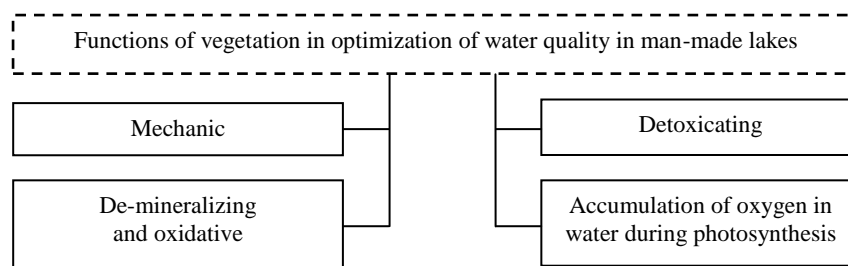 Functions of vegetation in optimization of water quality in man-made lakes
Mechanic
Detoxicating
De-mineralizing
and oxidative
Accumulation of oxygen in
water during photosynthesis